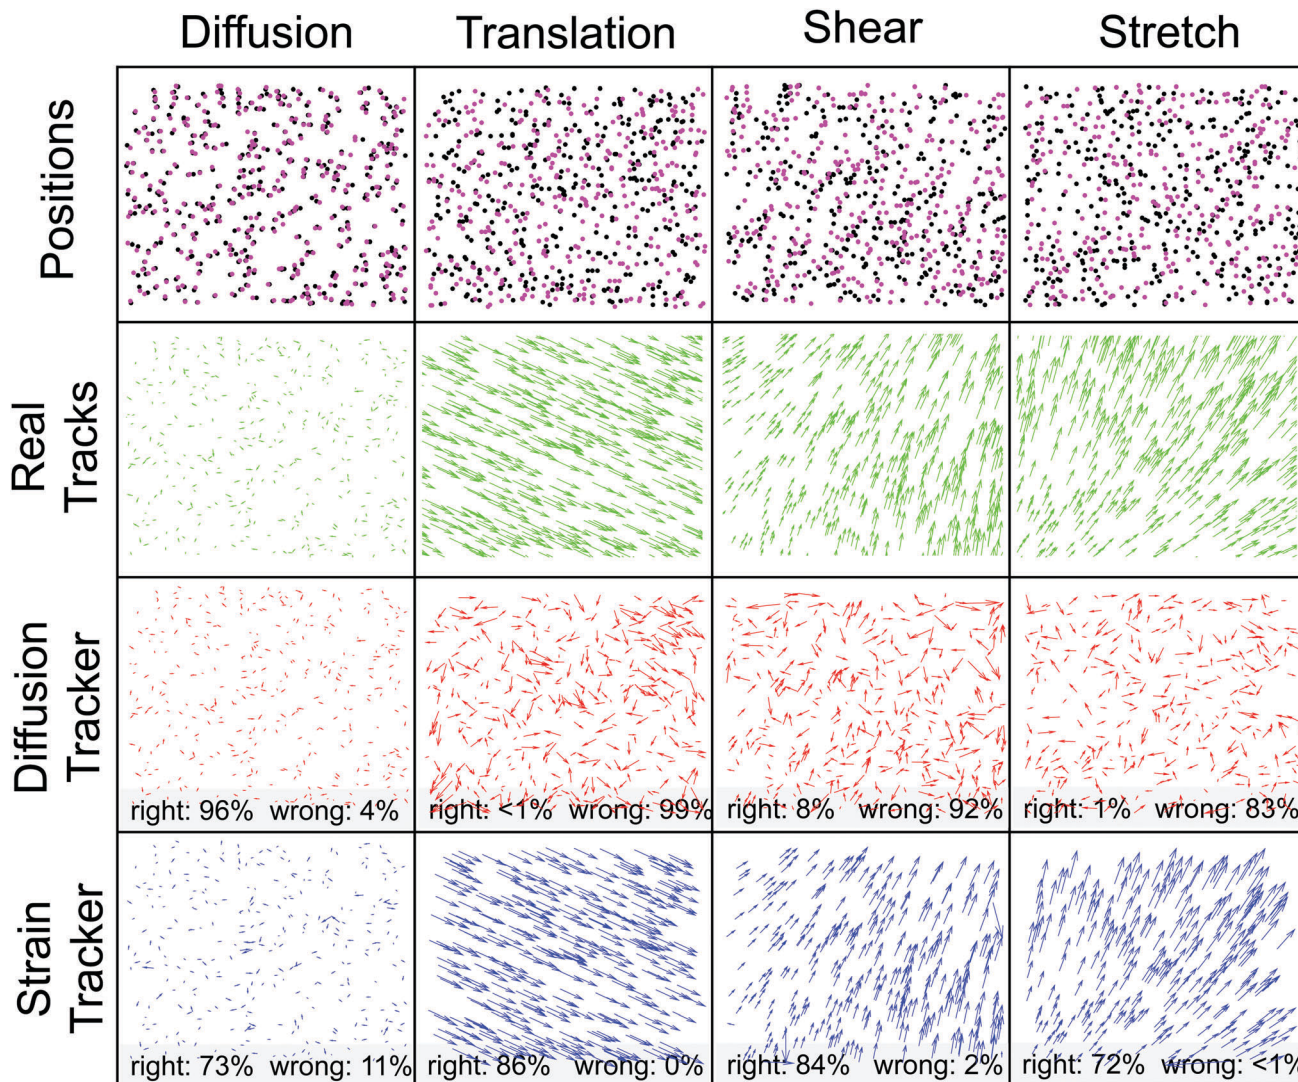 Diffusion Translation Shear Stretch
Positions
Real
Tracks
Diffusion
Tracker
right: 96% wrong: 4% right: <1% wrong: 99% right: 8% wrong: 92% right: 1% wrong: 83%
Strain
Tracker
right: 73% wrong: 11% right: 86% wrong: 0% right: 84% wrong: 2% right: 72% wrong: <1%